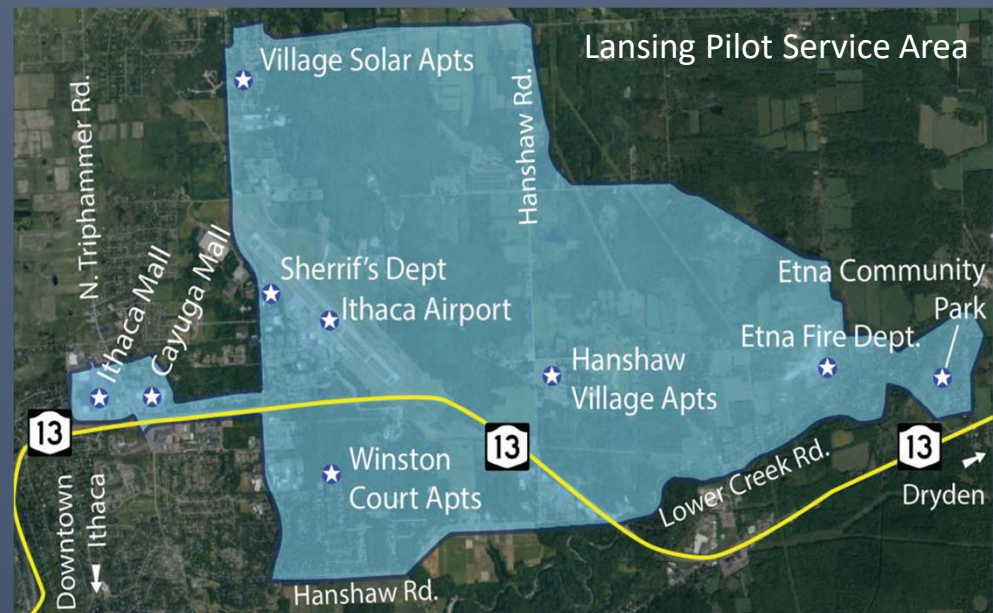 Lansing Pilot Service Area
Village Solar Apts
N. Triphammer Rd.
Hanshaw Rd.
Sherrif's Dept
Ithaca Airport
Ithaca Mall
Cayuga Mall
Etna Community
Park
Etna Fire Dept.
Hanshaw
Village Apts
13
13
13
Winston
Court Apts
Lower Creek Rd.
Dryden
Downtown
Ithaca
Hanshaw Rd.